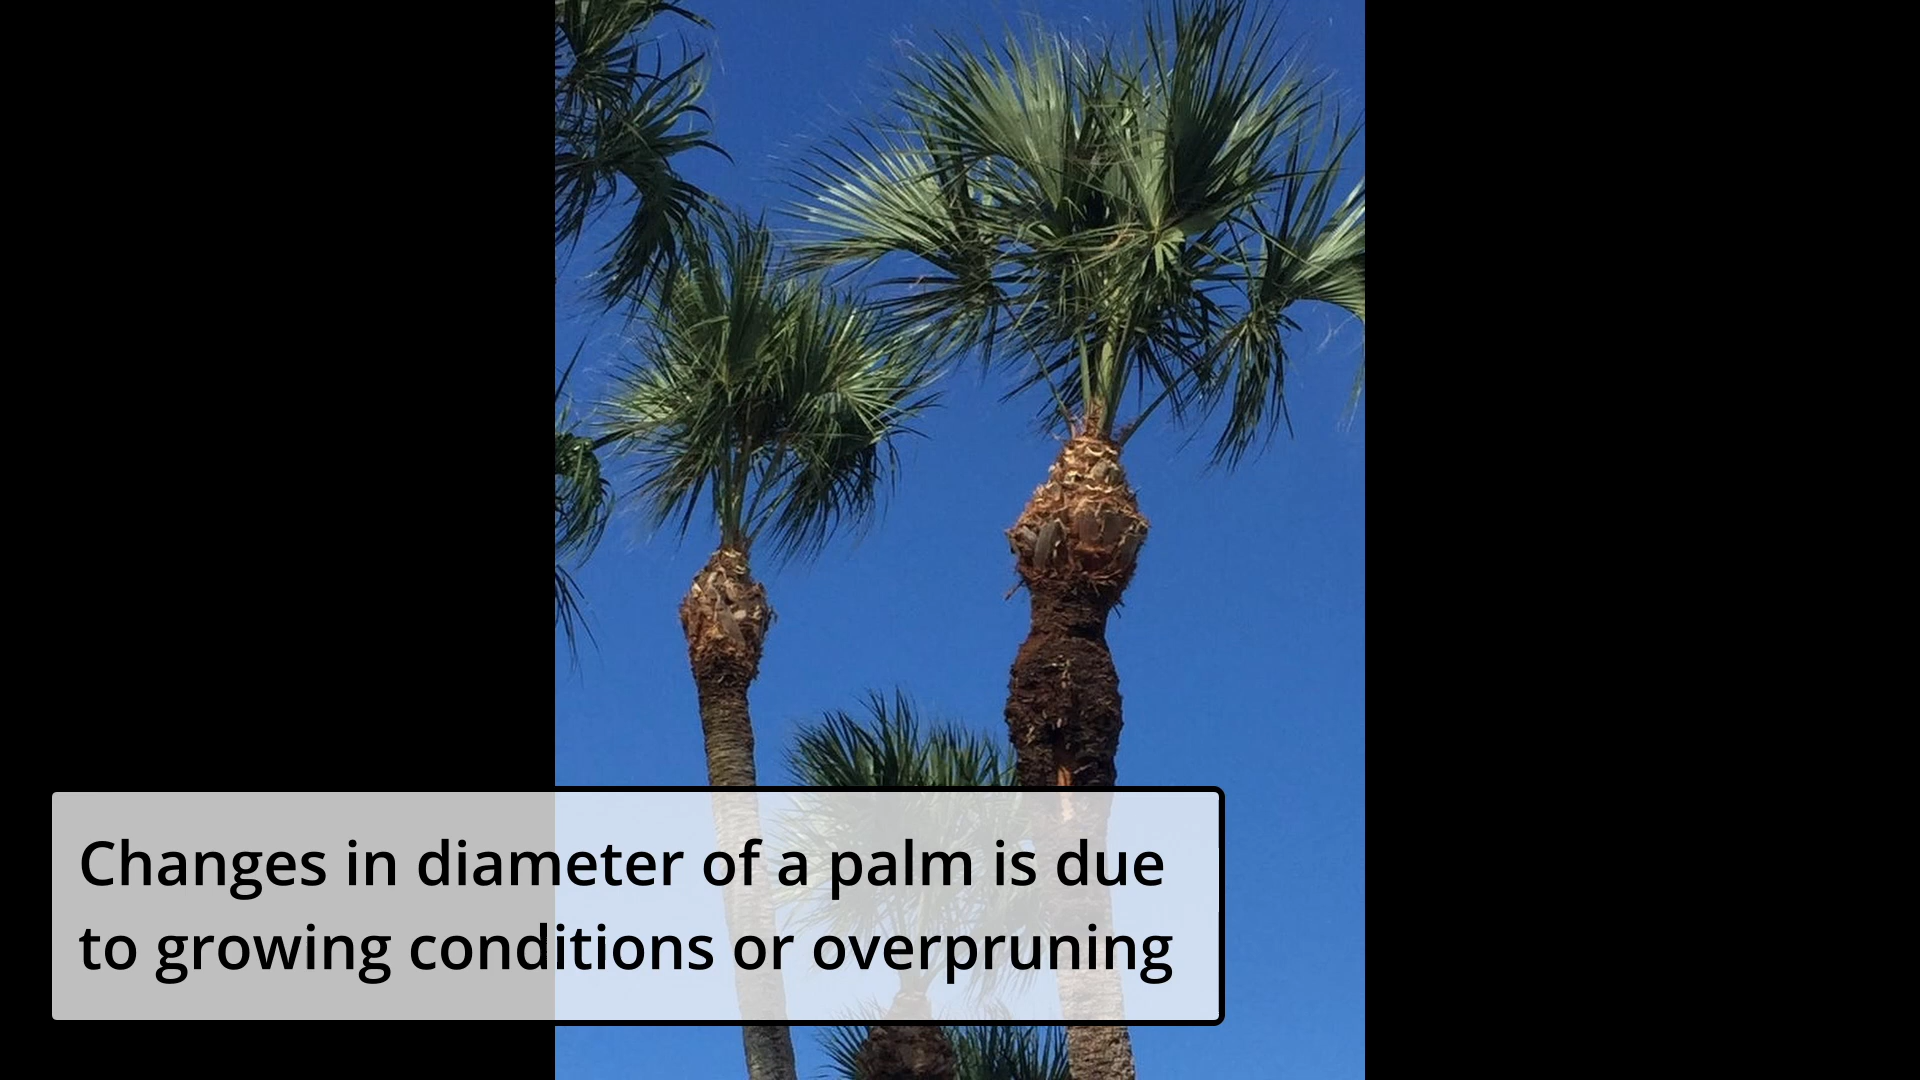 Changes in diameter of a palm is due
to growing conditions or overpruning